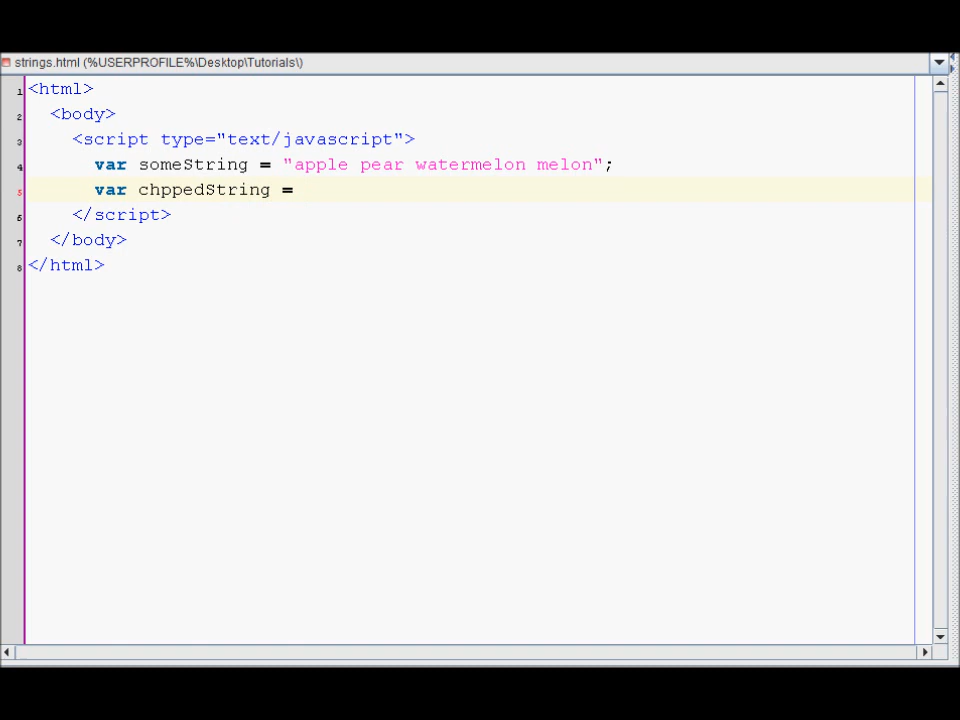 strings.html (%USERPROFILE%\Desktop\Tutorials\)
1 <html>
2 <body>
3 <script type="text/javascript">
4 var someString = "apple pear watermelon melon";
5 var chppedString =
6 </script>
7 </body>
8 </html>